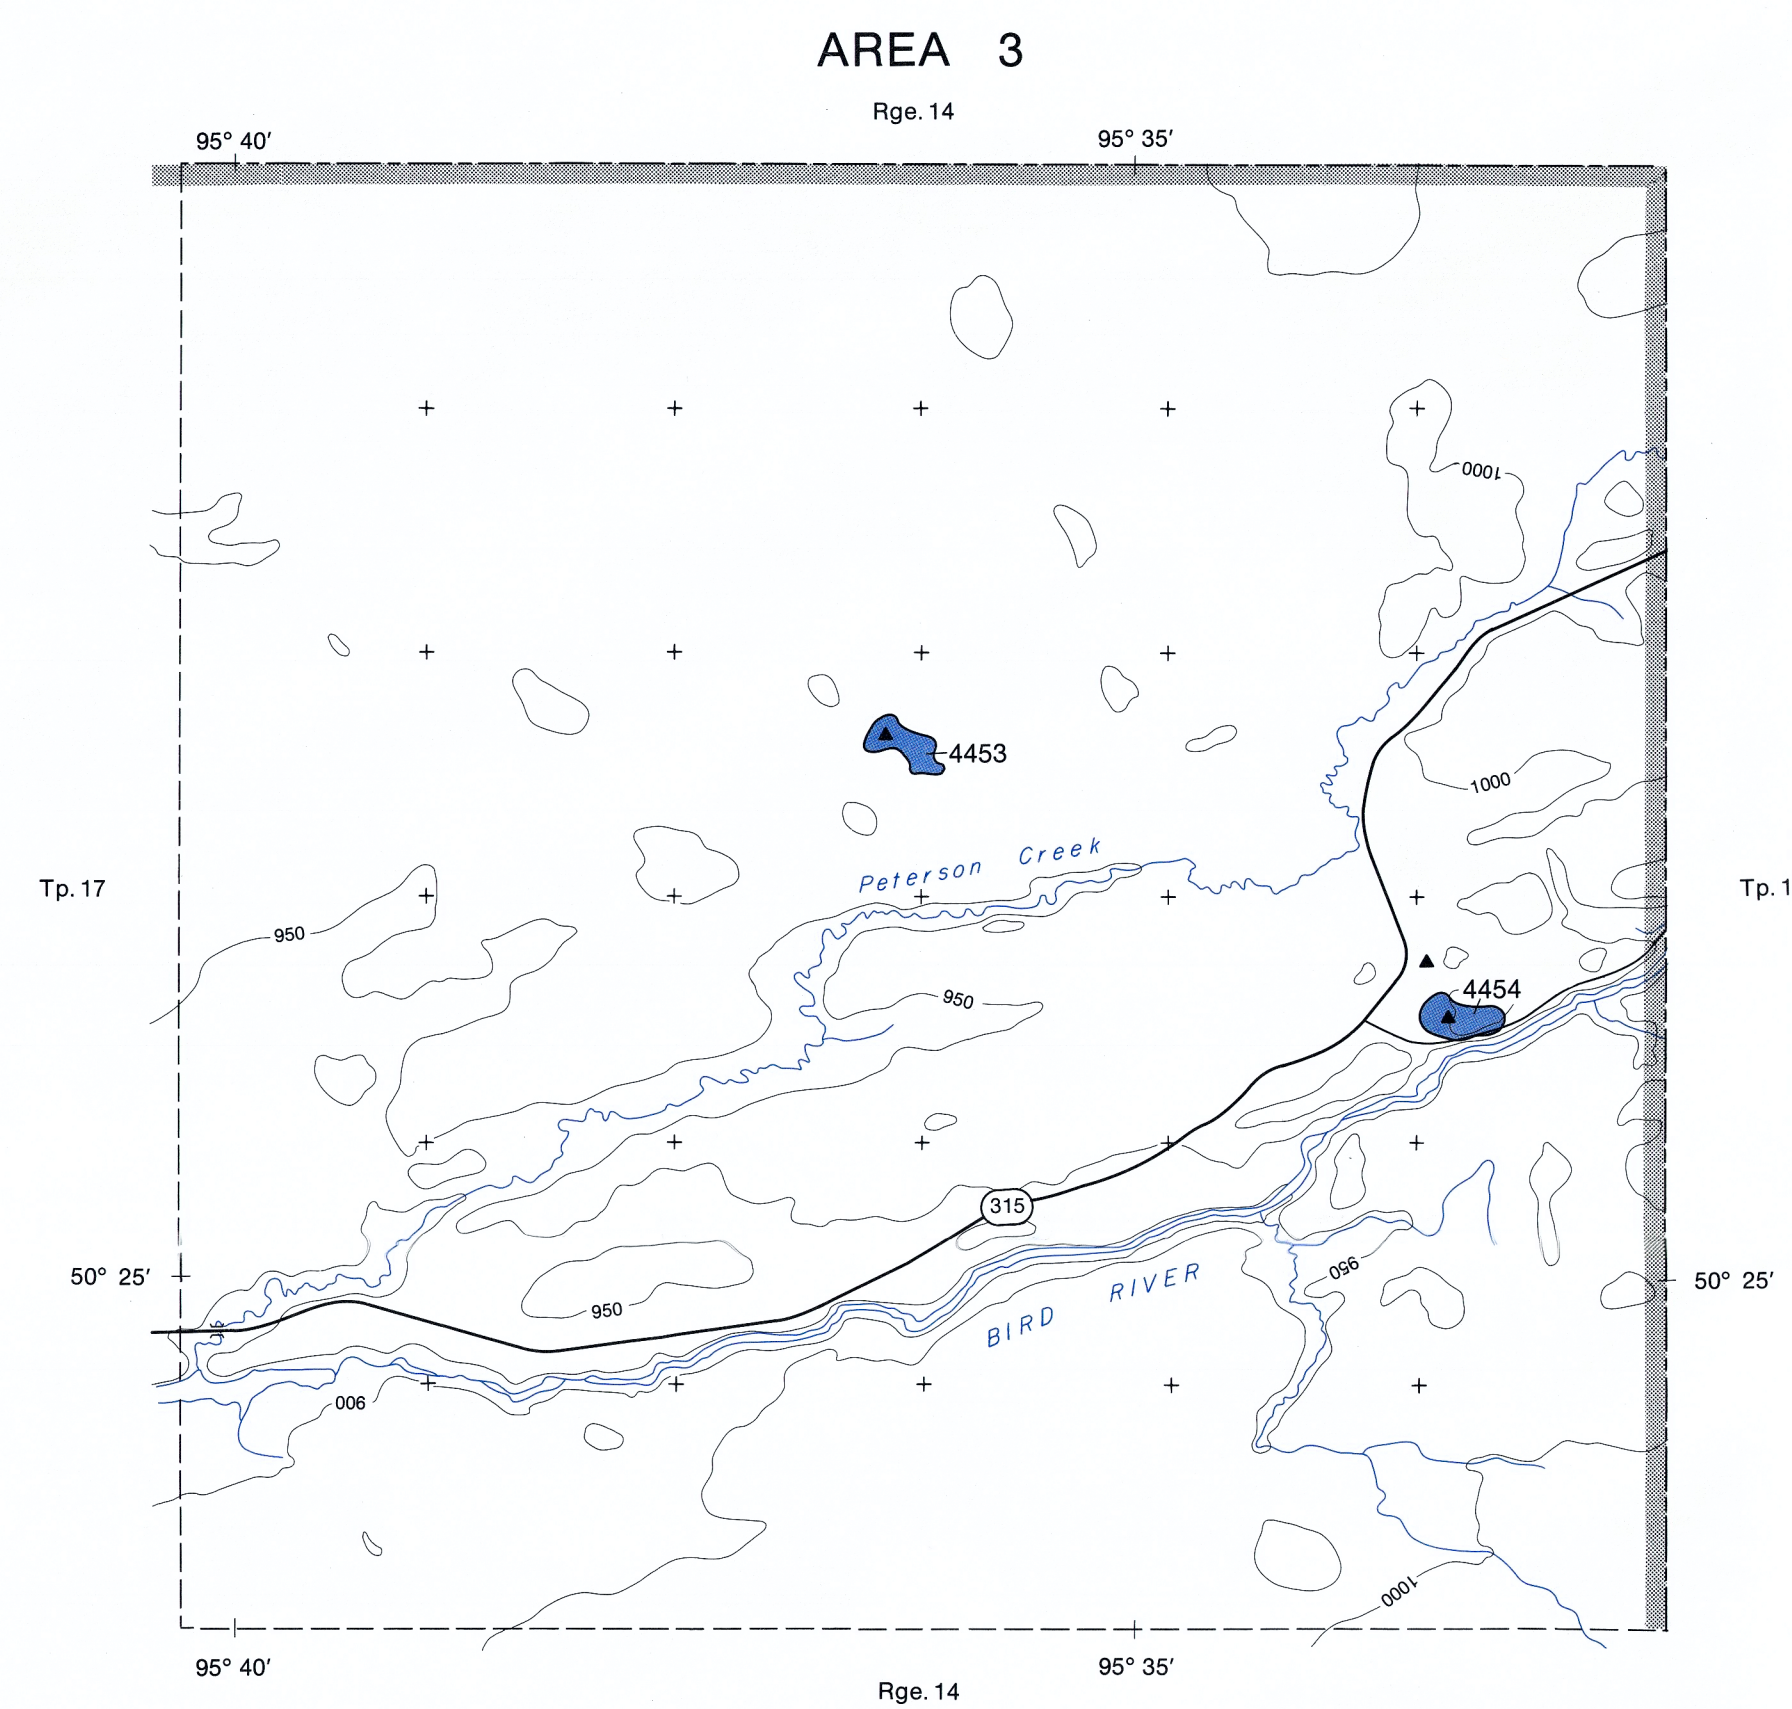 AREA 3
Rge. 14
95° 40′ 95° 35′
1000
4453
1000
Peterson Creek
Tp. 17 Tp. 1
950
950
4454
315
950
50° 25′ 50° 25′
950
BIRD RIVER
900
1000
95° 40′ 95° 35′
Rge. 14